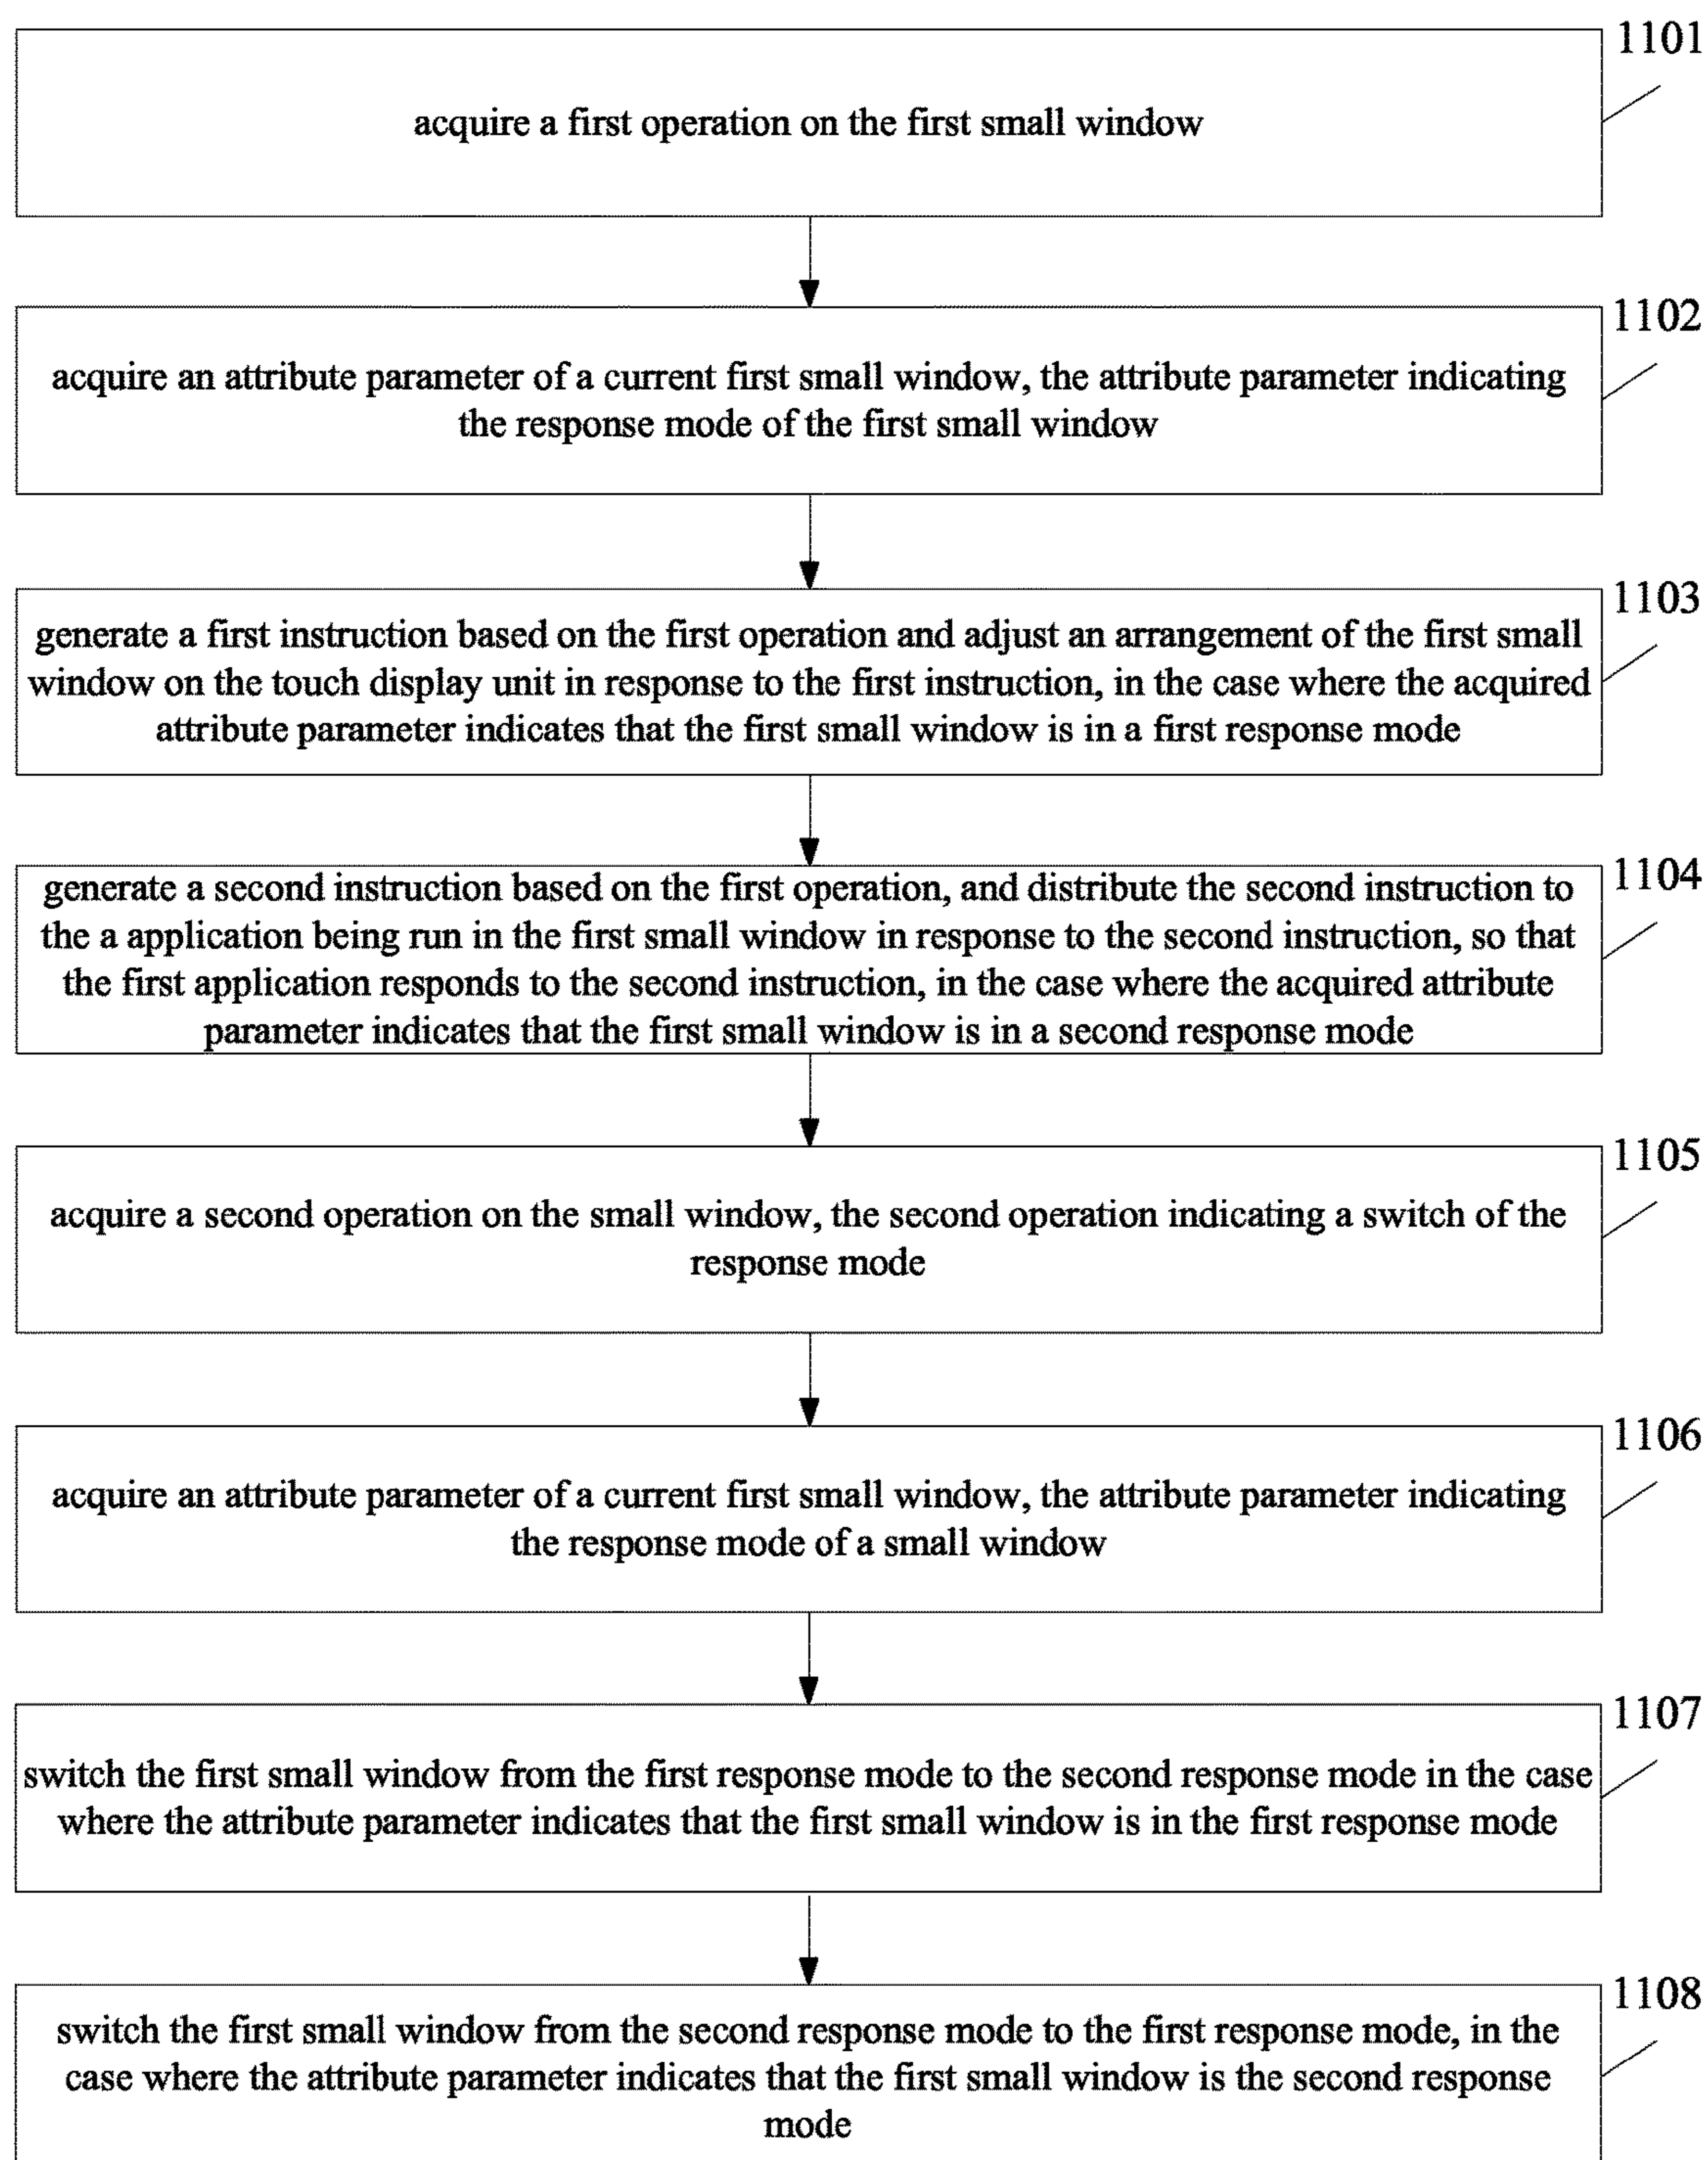 1101
acquire a first operation on the first small window
1102
acquire an attribute parameter of a current first small window, the attribute parameter indicating
the response mode of the first small window
1103
generate a first instruction based on the first operation and adjust an arrangement of the first small
window on the touch display unit in response to the first instruction, in the case where the acquired
attribute parameter indicates that the first small window is in a first response mode
1104
generate a second instruction based on the first operation, and distribute the second instruction to
the a application being run in the first small window in response to the second instruction, so that
the first application responds to the second instruction, in the case where the acquired attribute
parameter indicates that the first small window is in a second response mode
1105
acquire a second operation on the small window, the second operation indicating a switch of the
response mode
1106
acquire an attribute parameter of a current first small window, the attribute parameter indicating
the response mode of a small window
1107
switch the first small window from the first response mode to the second response mode in the case
where the attribute parameter indicates that the first small window is in the first response mode
1108
switch the first small window from the second response mode to the first response mode, in the
case where the attribute parameter indicates that the first small window is the second response
mode